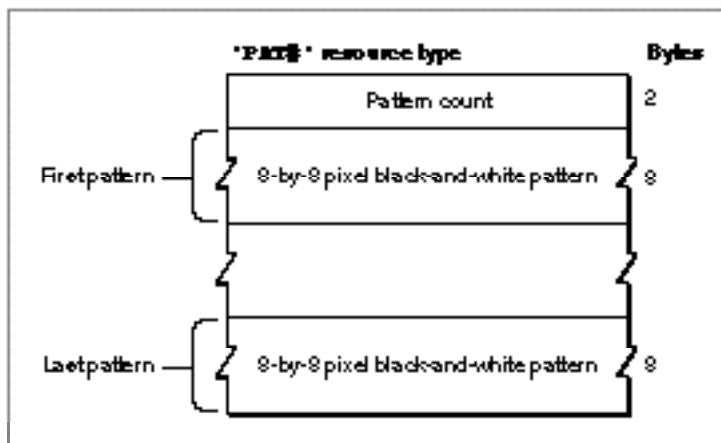 'PAT#' resource type Bytes
Pattern count 2
First pattern 8-by-8 pixel black-and-white pattern 8
Last pattern 8-by-8 pixel black-and-white pattern 8